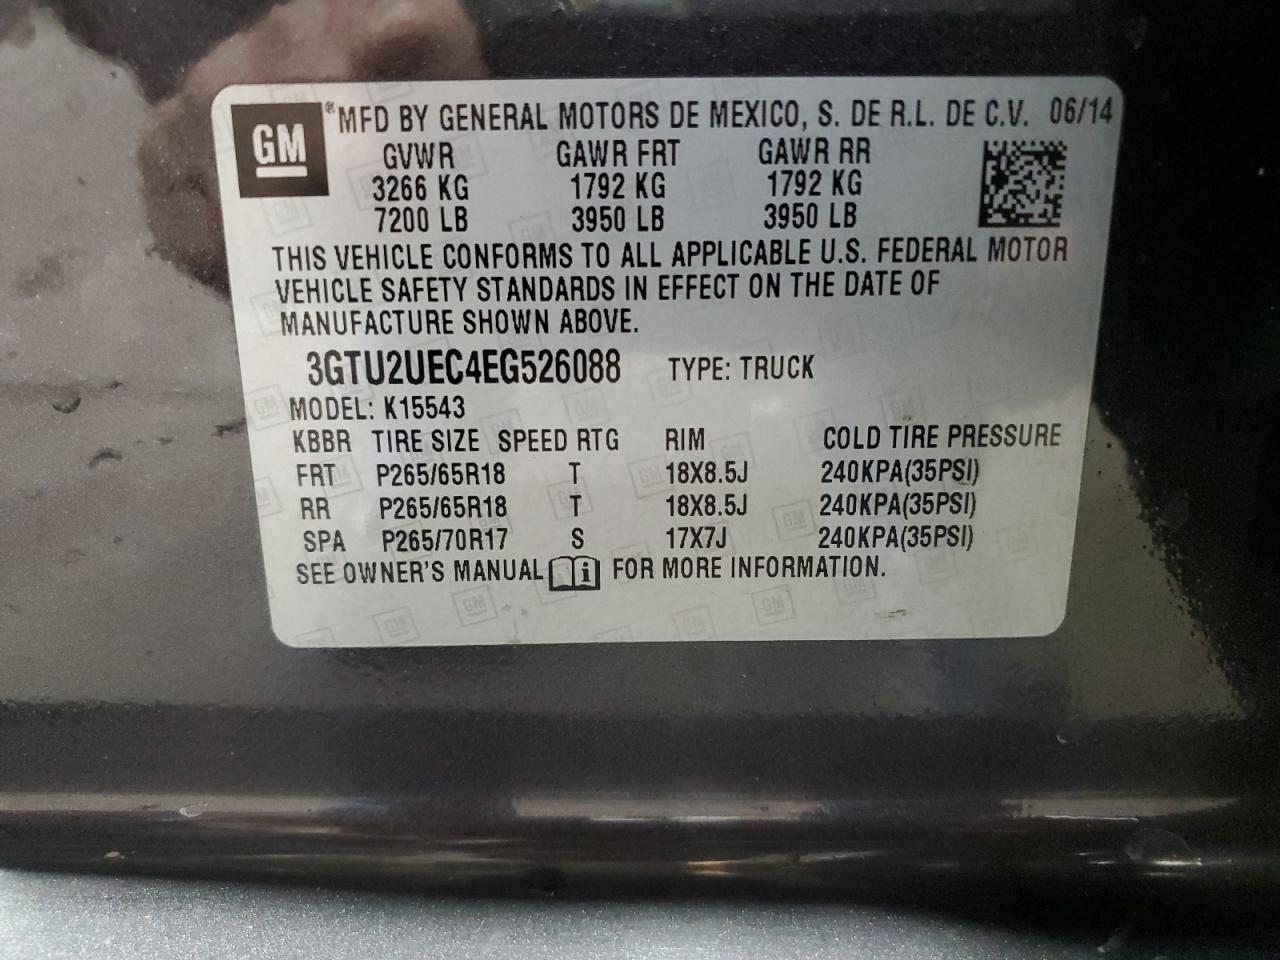 GM ® MFD BY GENERAL MOTORS DE MEXICO, S. DE R.L. DE C.V. 06/14
GVWR GAWR FRT GAWR RR
3266 KG 1792 KG 1792 KG
7200 LB 3950 LB 3950 LB
THIS VEHICLE CONFORMS TO ALL APPLICABLE U.S. FEDERAL MOTOR
VEHICLE SAFETY STANDARDS IN EFFECT ON THE DATE OF
MANUFACTURE SHOWN ABOVE.
3GTU2UEC4EG526088 TYPE: TRUCK
MODEL: K15543
KBBR TIRE SIZE SPEED RTG RIM COLD TIRE PRESSURE
FRT P265/65R18 T 18X8.5J 240KPA(35PSI)
RR P265/65R18 T 18X8.5J 240KPA(35PSI)
SPA P265/70R17 S 17X7J 240KPA(35PSI)
SEE OWNER'S MANUAL i FOR MORE INFORMATION.